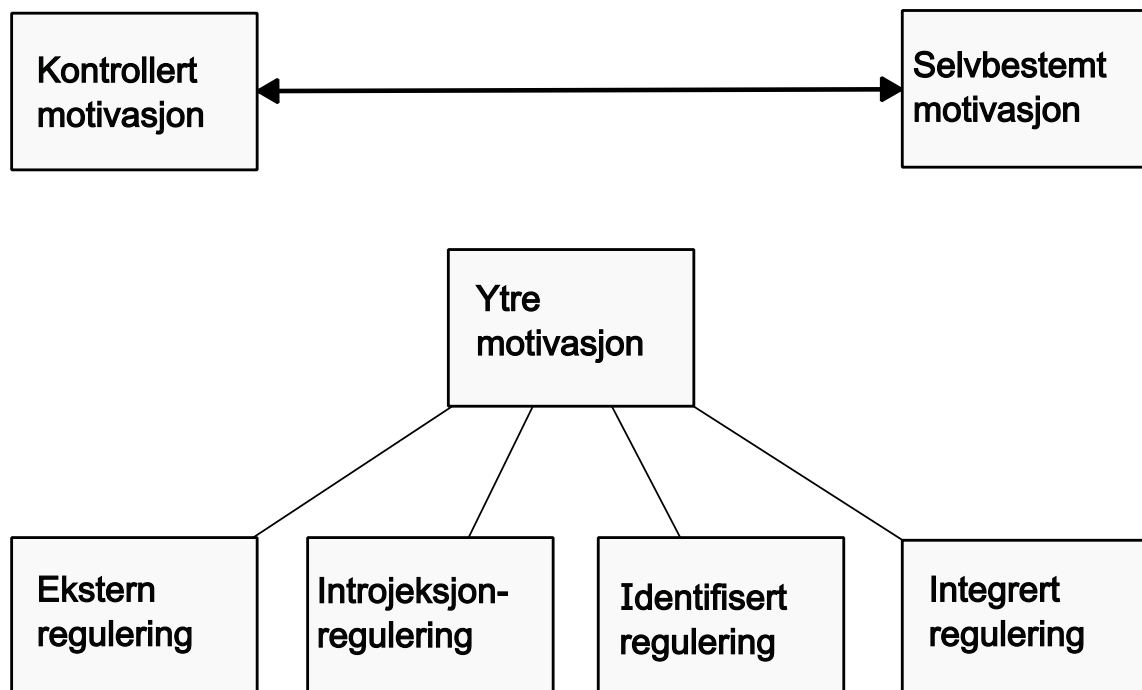 Kontrollert
motivasjon
Selvbestemt
motivasjon
Ytre
motivasjon
Ekstern
regulering
Introjeksjon-
regulering
Identifisert
regulering
Integrert
regulering